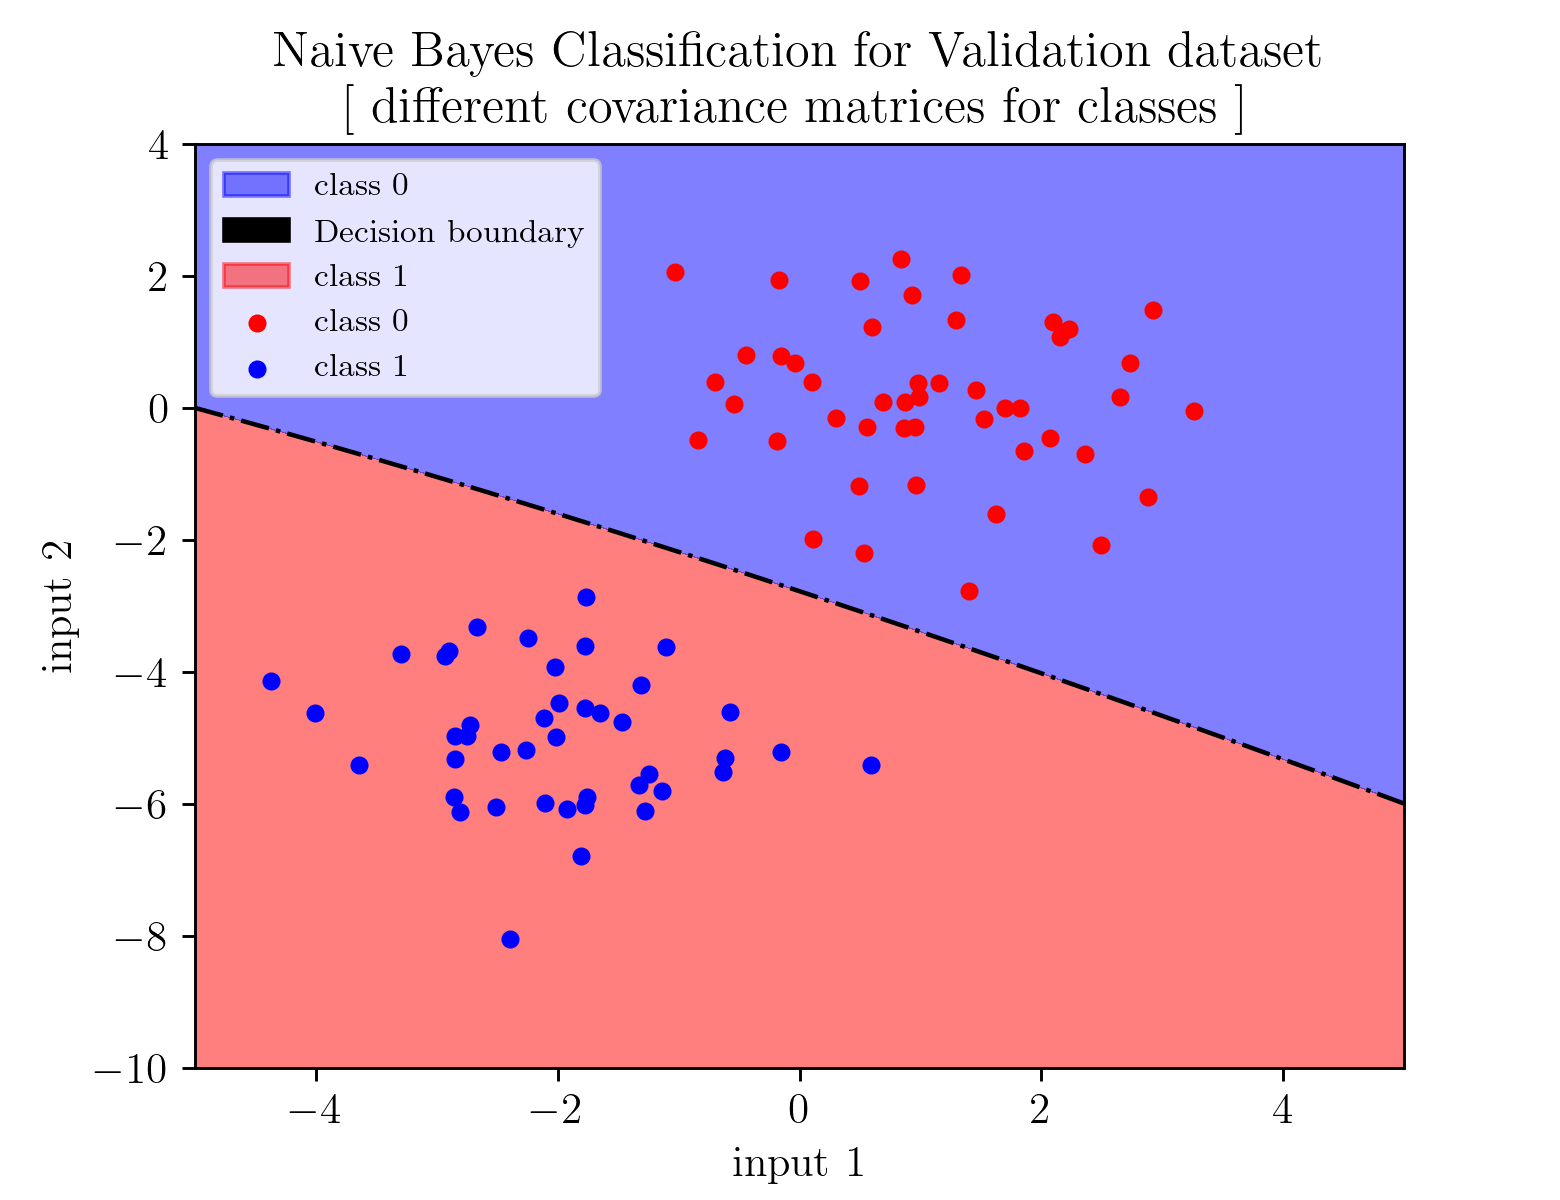 Naive Bayes Classification for Validation dataset
[ different covariance matrices for classes ]
4
2
0
−2
−4
−6
−8
−10
input 2
class 0
Decision boundary
class 1
class 0
class 1
−4
−2
0
2
4
input 1